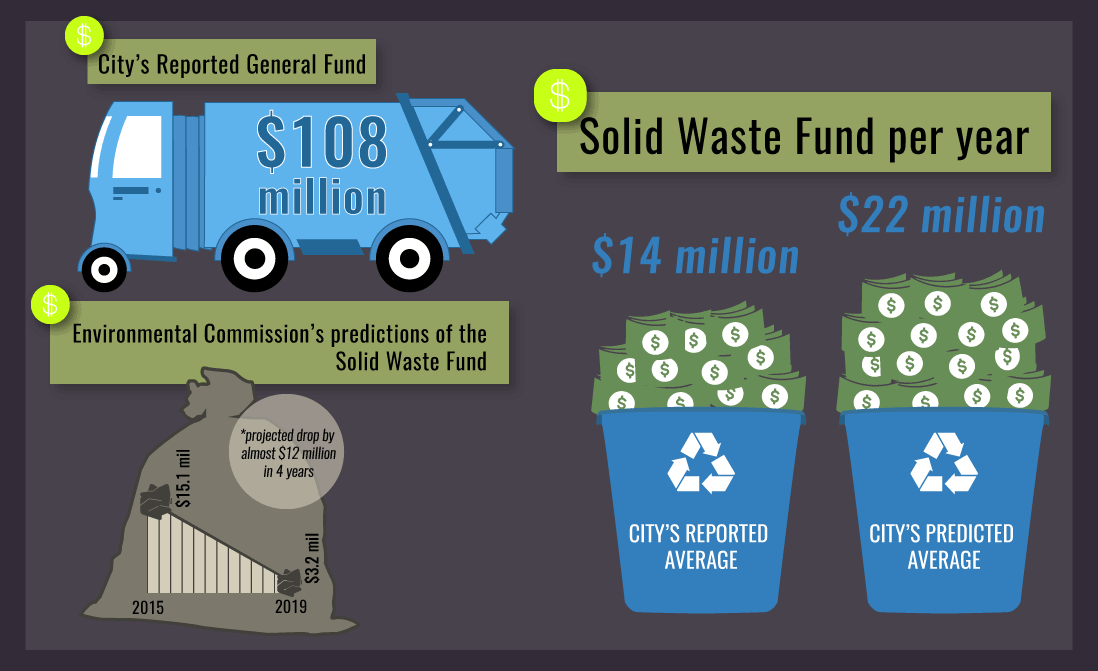 City's Reported General Fund
$108
million
Environmental Commission's predictions of the
Solid Waste Fund
*projected drop by
almost $12 million
in 4 years
$15.1 mil
$3.2 mil
2015
2019
Solid Waste Fund per year
$14 million
$22 million
CITY'S REPORTED
AVERAGE
CITY'S PREDICTED
AVERAGE